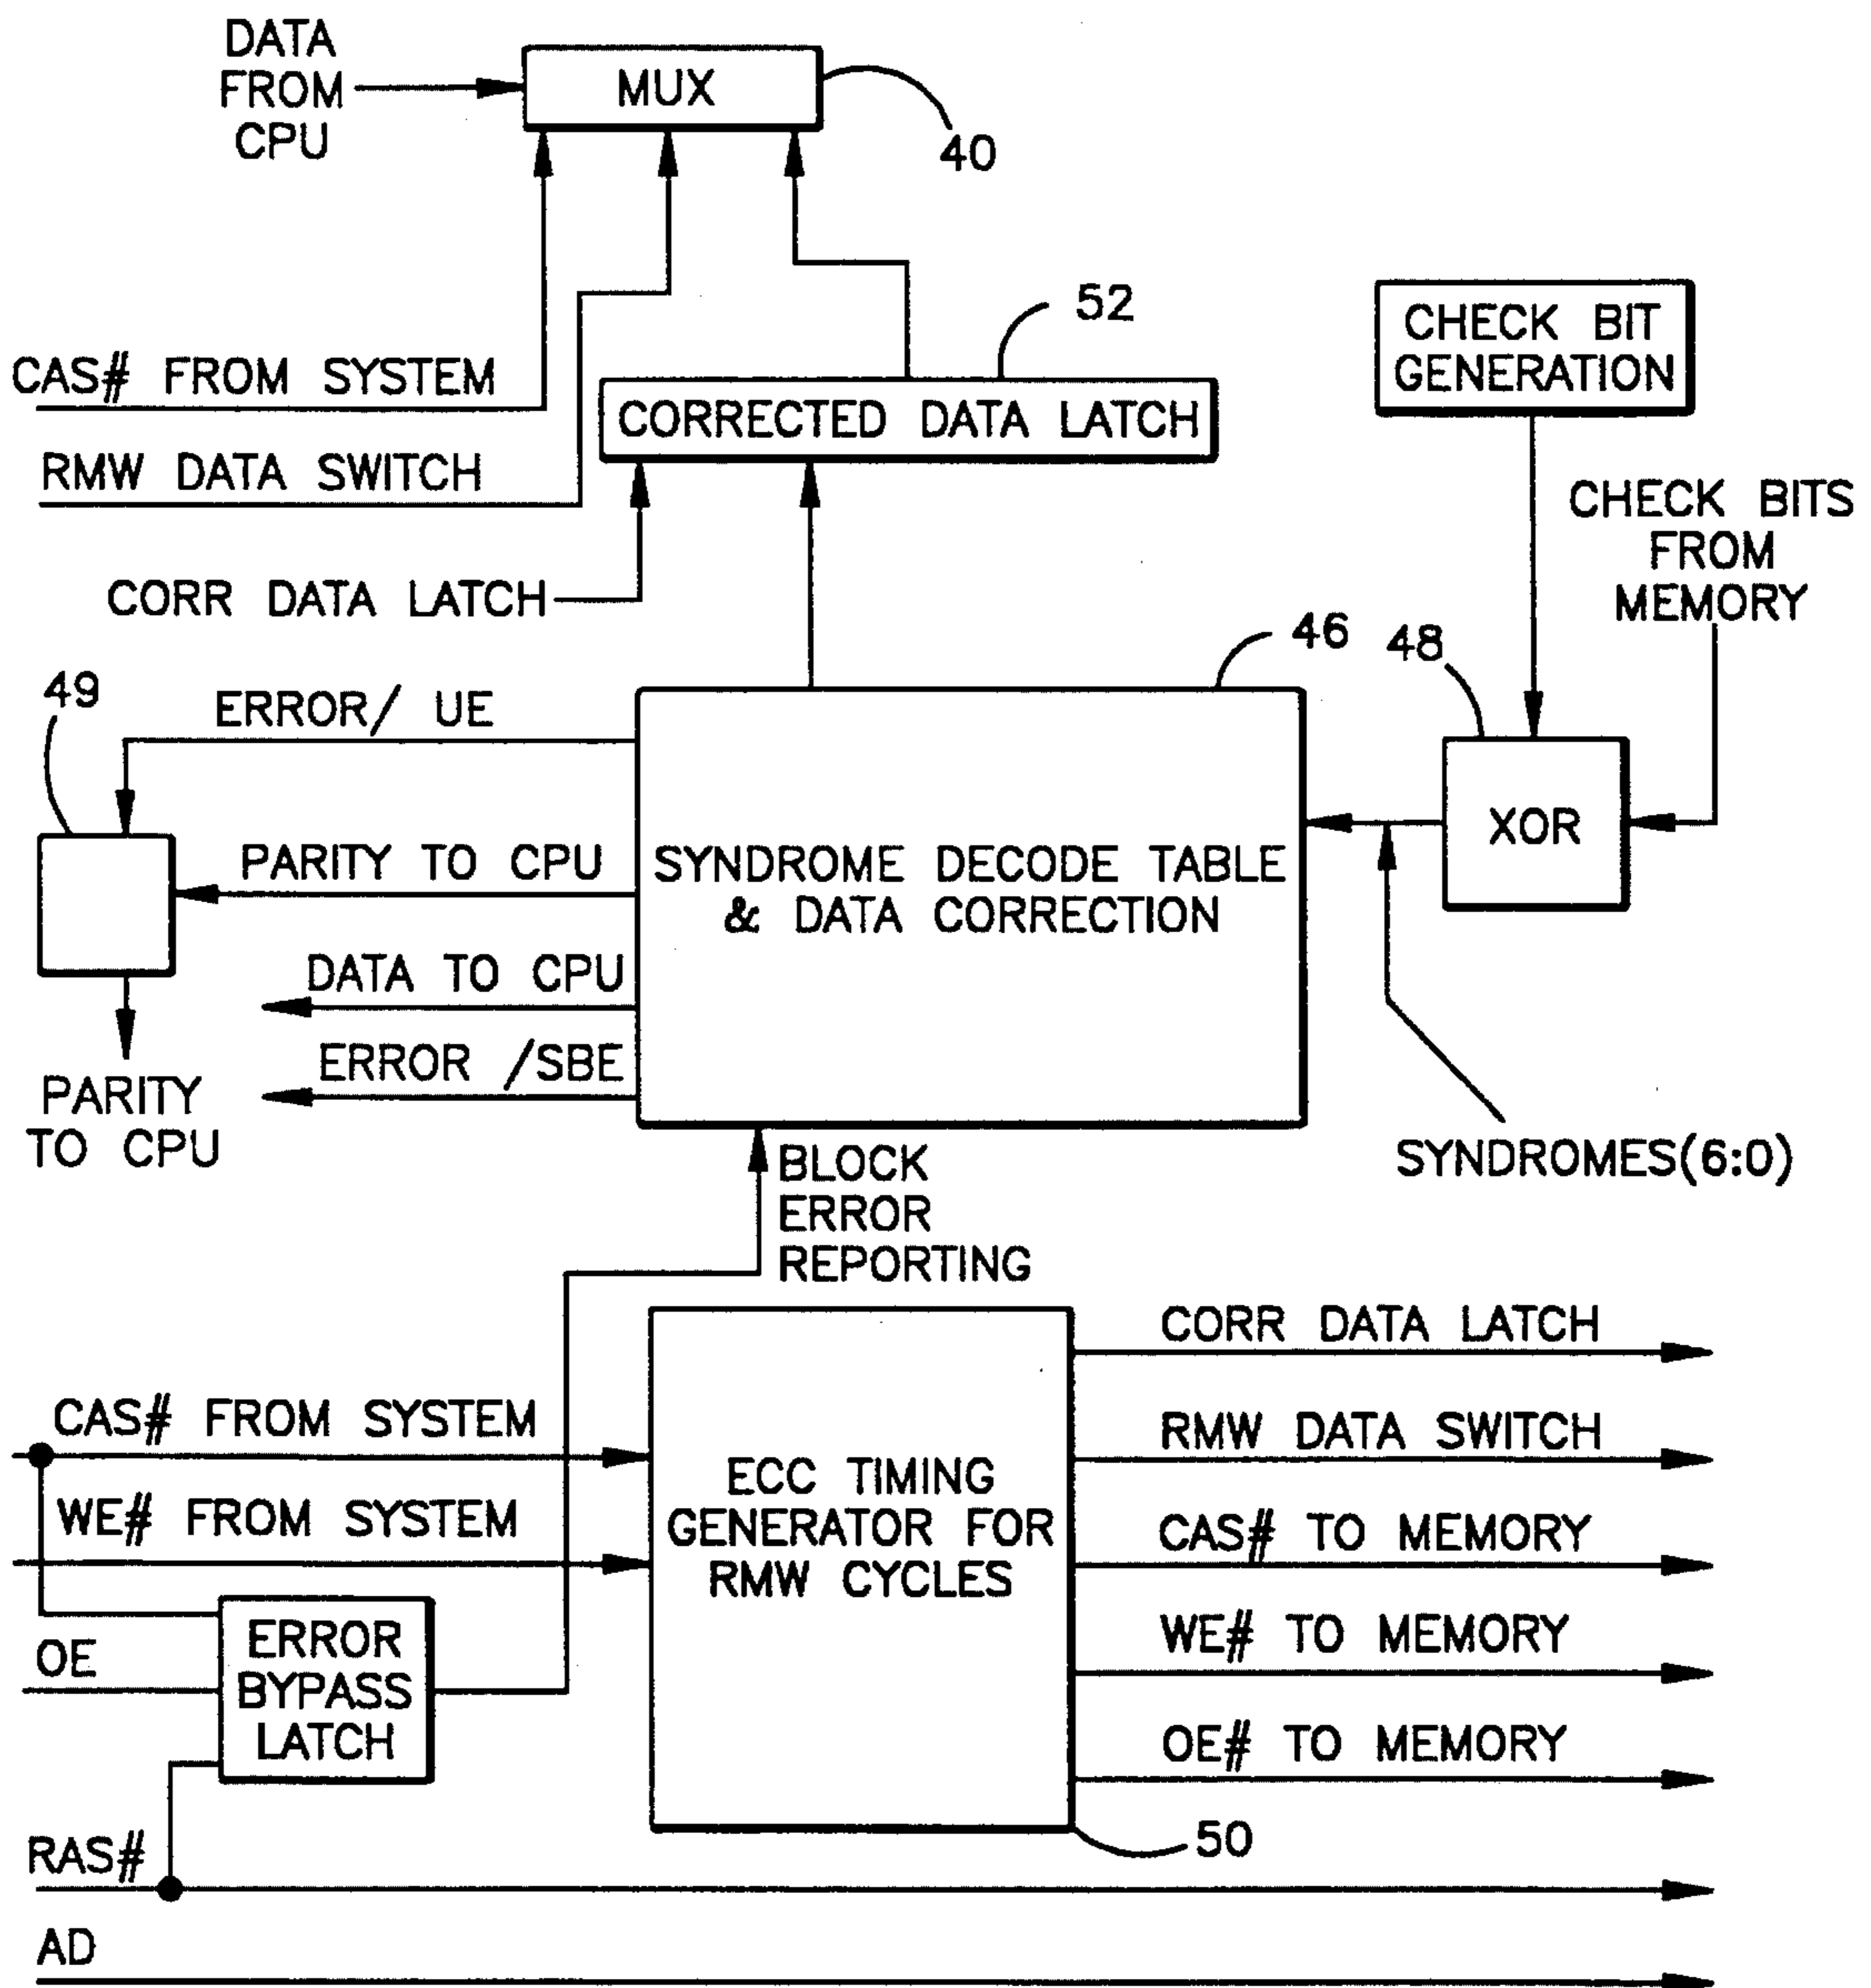 DATA
FROM
CPU
MUX
40
CAS# FROM SYSTEM
RMW DATA SWITCH
52
CORRECTED DATA LATCH
CHECK BIT
GENERATION
CORR DATA LATCH
CHECK BITS
FROM
MEMORY
46
48
49
ERROR/ UE
XOR
PARITY TO CPU
SYNDROME DECODE TABLE
& DATA CORRECTION
DATA TO CPU
ERROR /SBE
PARITY
TO CPU
SYNDROMES(6:0)
BLOCK
ERROR
REPORTING
CAS# FROM SYSTEM
WE# FROM SYSTEM
ECC TIMING
GENERATOR FOR
RMW CYCLES
CORR DATA LATCH
RMW DATA SWITCH
CAS# TO MEMORY
WE# TO MEMORY
OE# TO MEMORY
OE
ERROR
BYPASS
LATCH
50
RAS#
AD